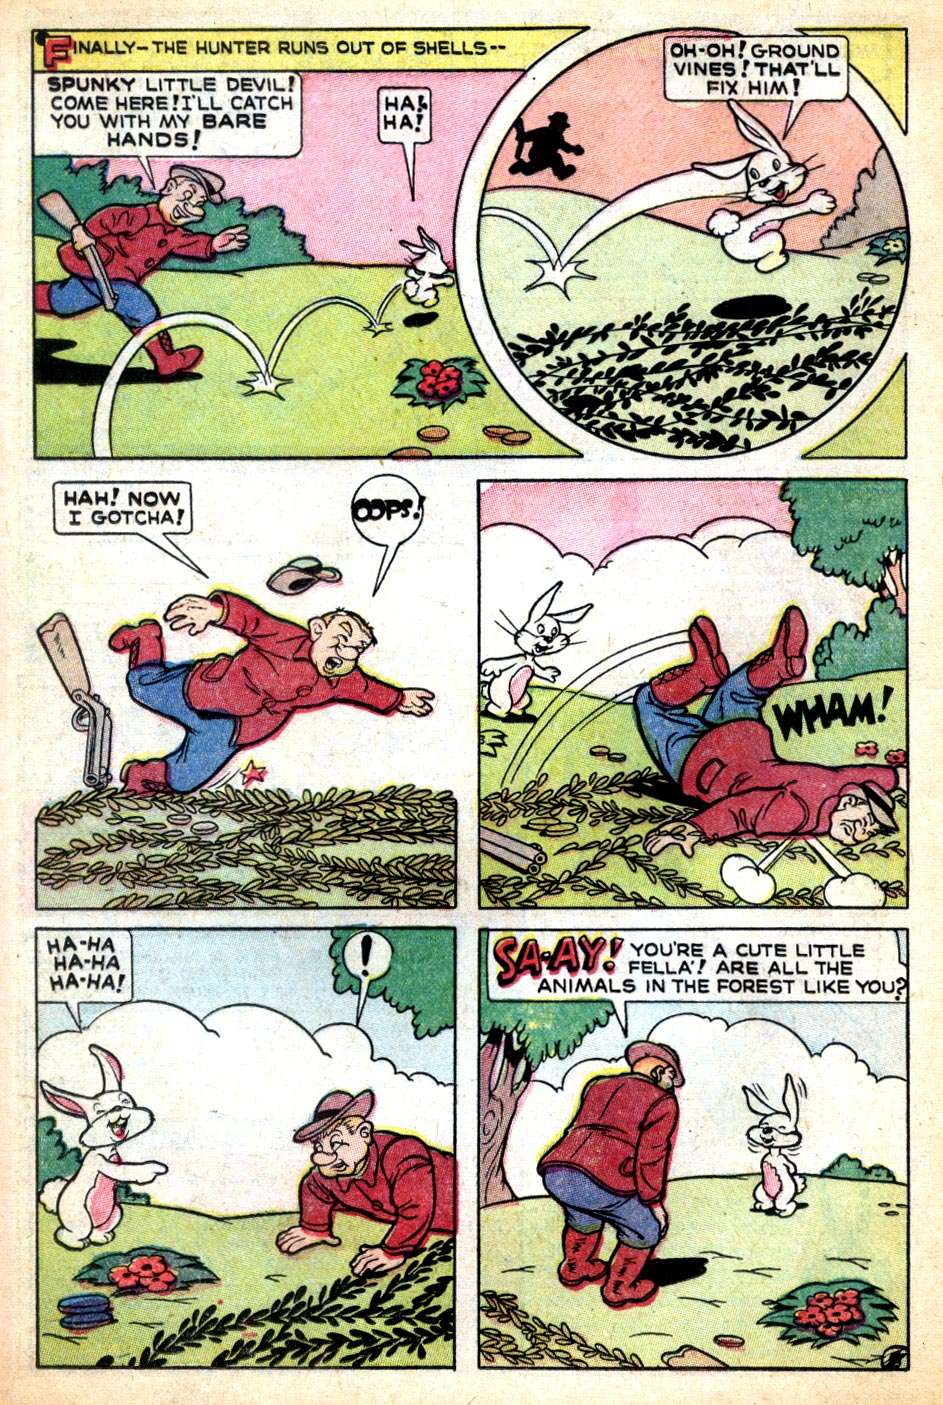 FINALLY—THE HUNTER RUNS OUT OF SHELLS--
SPUNKY LITTLE DEVIL!
COME HERE! I'LL CATCH
YOU WITH MY BARE
HANDS!
HA!
HA!
OH-OH! GROUND
VINES! THAT'LL
FIX HIM!
HAH! NOW
I GOTCHA!
OOPS!
WHAM!
HA-HA
HA-HA
HA-HA!
!
SA-AY! YOU'RE A CUTE LITTLE
FELLA'! ARE ALL THE
ANIMALS IN THE FOREST LIKE YOU?